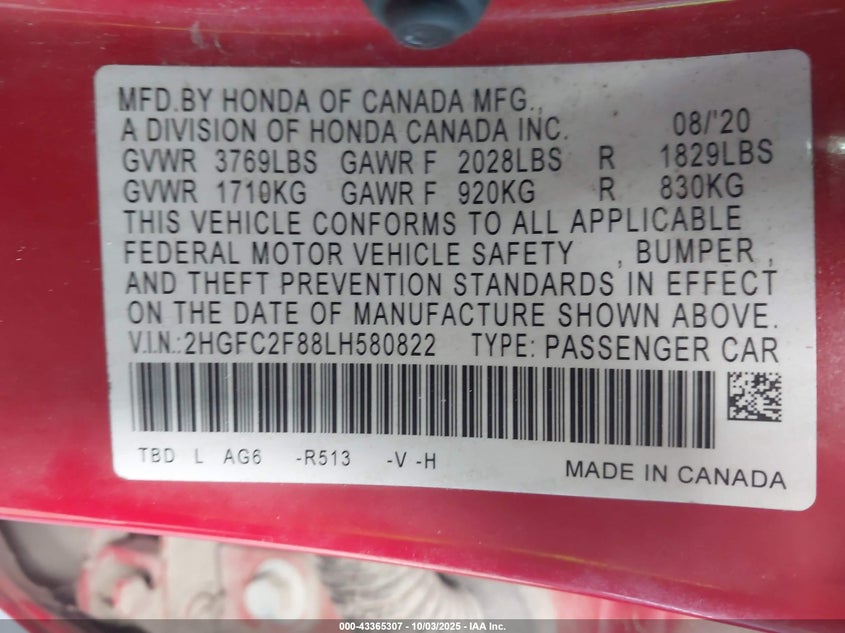 MFD.BY HONDA OF CANADA MFG.,
A DIVISION OF HONDA CANADA INC. 08/'20
GVWR 3769LBS GAWR F 2028LBS R 1829LBS
GVWR 1710KG GAWR F 920KG R 830KG
THIS VEHICLE CONFORMS TO ALL APPLICABLE
FEDERAL MOTOR VEHICLE SAFETY , BUMPER ,
AND THEFT PREVENTION STANDARDS IN EFFECT
ON THE DATE OF MANUFACTURE SHOWN ABOVE.
V.I.N.:2HGFC2F88LH580822 TYPE: PASSENGER CAR
TBD L AG6 -R513 -V -H
MADE IN CANADA
000-43365307 - 10/03/2025 - IAA Inc.